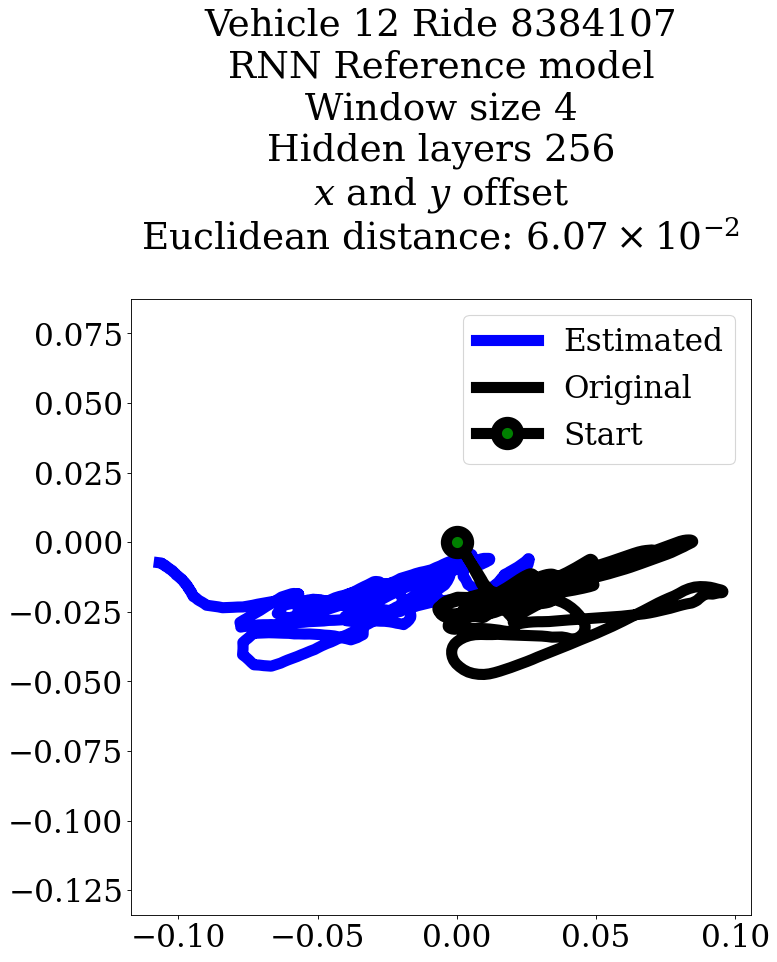 Vehicle 12 Ride 8384107
RNN Reference model
Window size 4
Hidden layers 256
x and y offset
Euclidean distance: 6.07 × 10⁻²
Estimated
Original
Start
0.075
0.050
0.025
0.000
−0.025
−0.050
−0.075
−0.100
−0.125
−0.10 −0.05 0.00 0.05 0.10